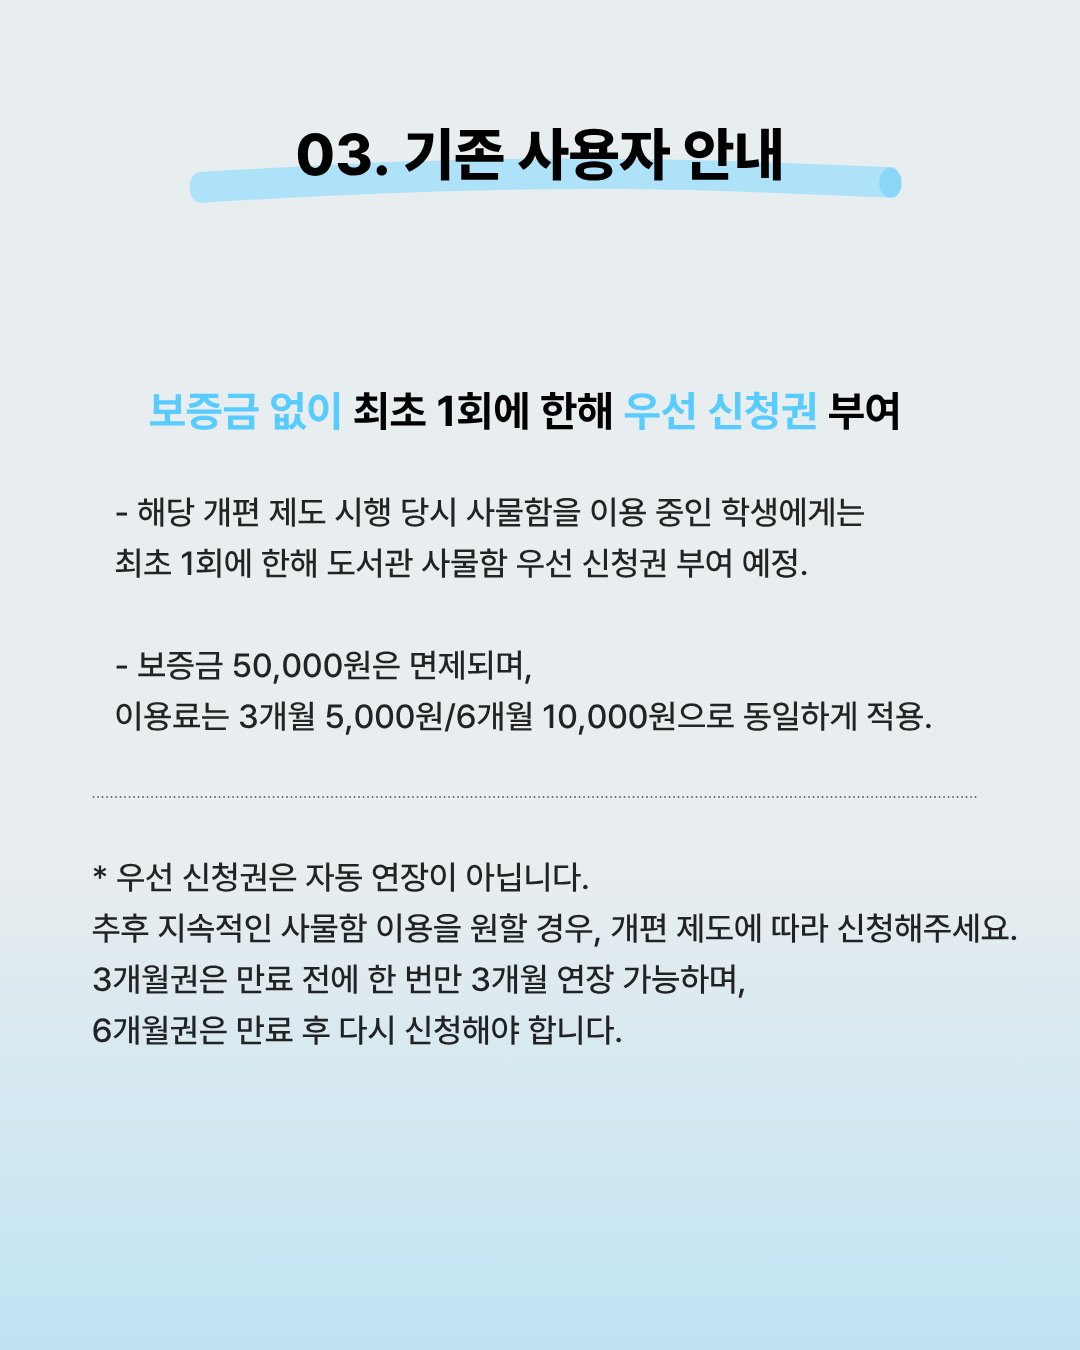 03. 기존 사용자 안내
보증금 없이 최초 1회에 한해 우선 신청권 부여
- 해당 개편 제도 시행 당시 사물함을 이용 중인 학생에게는
최초 1회에 한해 도서관 사물함 우선 신청권 부여 예정.
- 보증금 50,000원은 면제되며,
이용료는 3개월 5,000원/6개월 10,000원으로 동일하게 적용.
* 우선 신청권은 자동 연장이 아닙니다.
추후 지속적인 사물함 이용을 원할 경우, 개편 제도에 따라 신청해주세요.
3개월권은 만료 전에 한 번만 3개월 연장 가능하며,
6개월권은 만료 후 다시 신청해야 합니다.